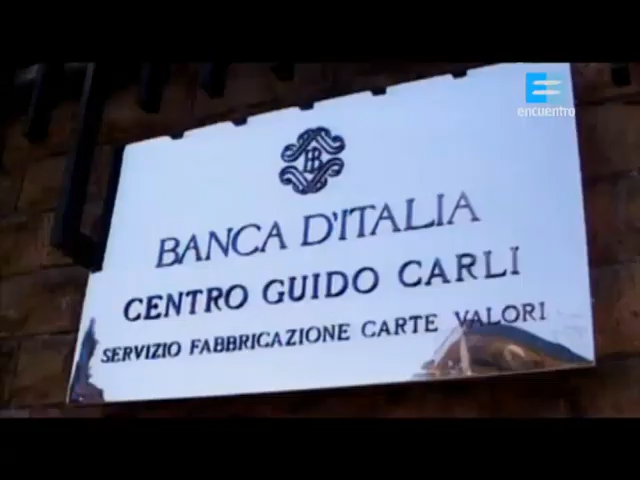 encuentro
BANCA D'ITALIA
CENTRO GUIDO CARLI
SERVIZIO FABBRICAZIONE CARTE VALORI